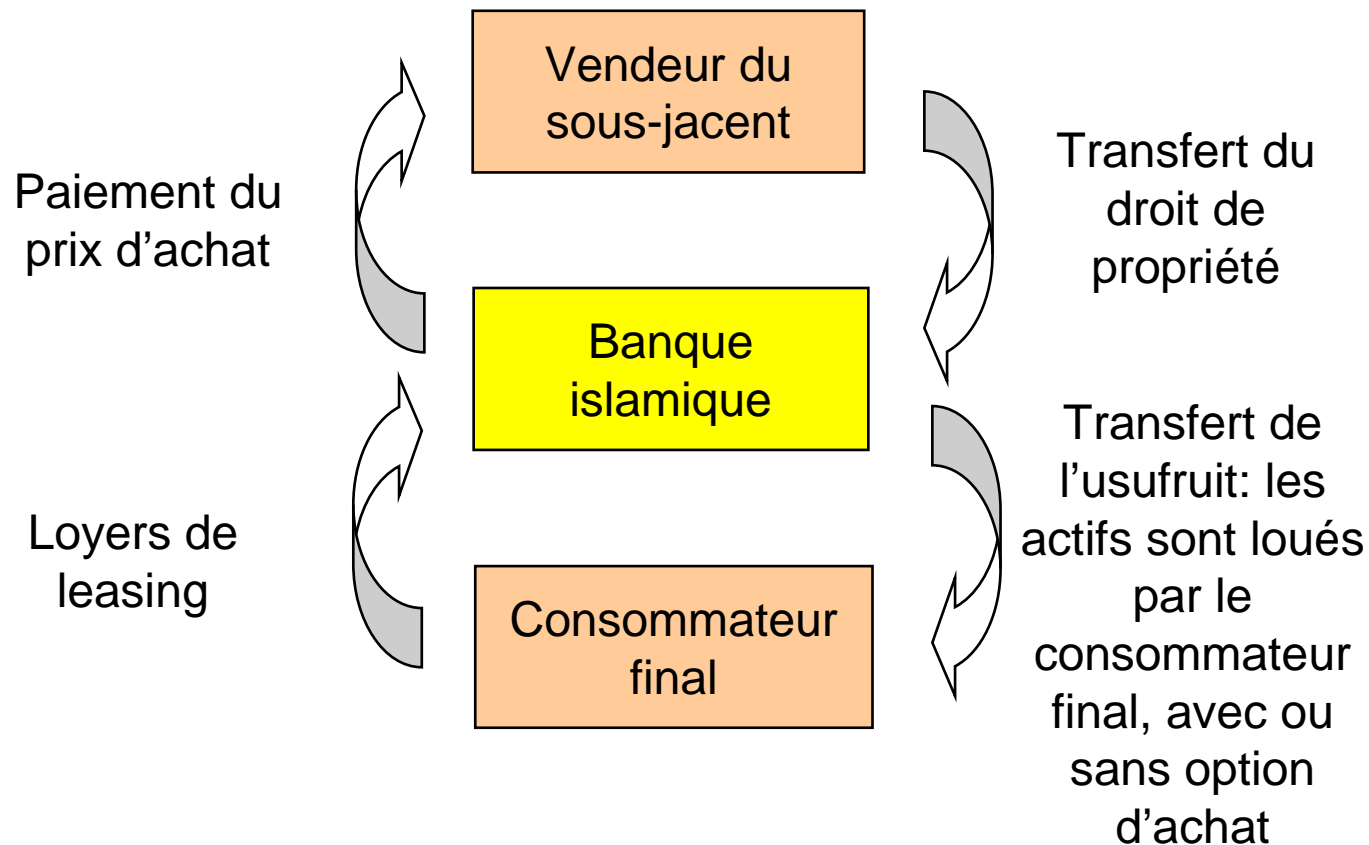 Vendeur du
sous-jacent
Paiement du
prix d’achat
Transfert du
droit de
propriété
Banque
islamique
Loyers de
leasing
Transfert de
l’usufruit: les
actifs sont loués
par le
consommateur
final, avec ou
sans option
d’achat
Consommateur
final